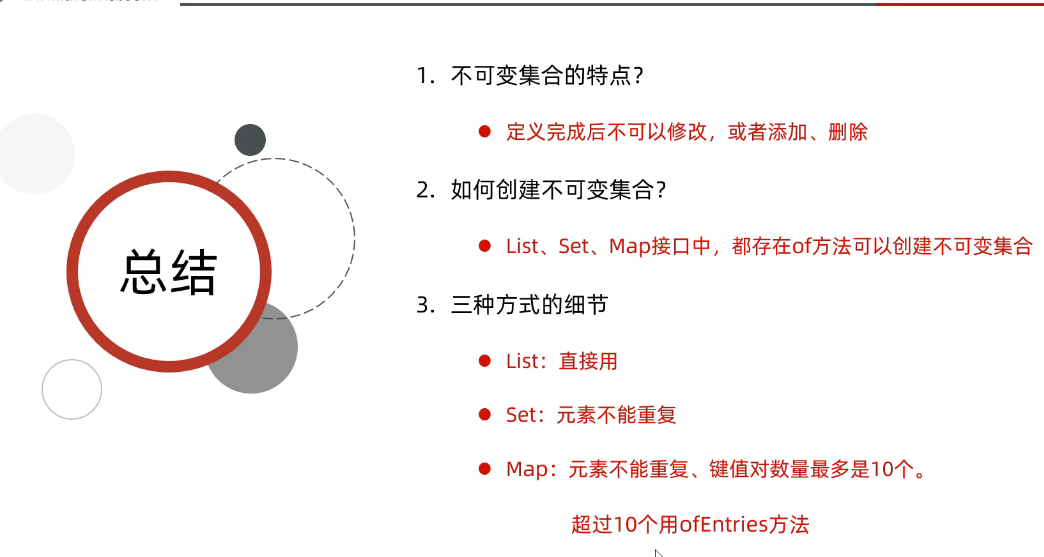 1. 不可变集合的特点？
● 定义完成后不可以修改，或者添加、删除
2. 如何创建不可变集合？
● List、Set、Map接口中，都存在of方法可以创建不可变集合
总结
3. 三种方式的细节
● List：直接用
● Set：元素不能重复
● Map：元素不能重复、键值对数量最多是10个。
超过10个用ofEntries方法